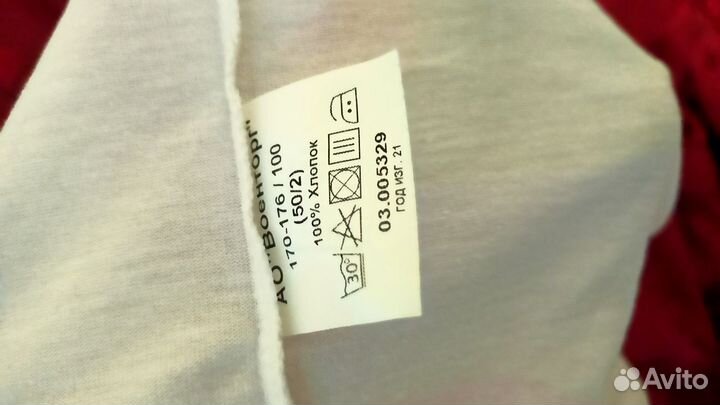 АО "Военторг"
170-176 / 100
(50/2)
100% Хлопок
30°
03.005329
год изг. 21
Avito